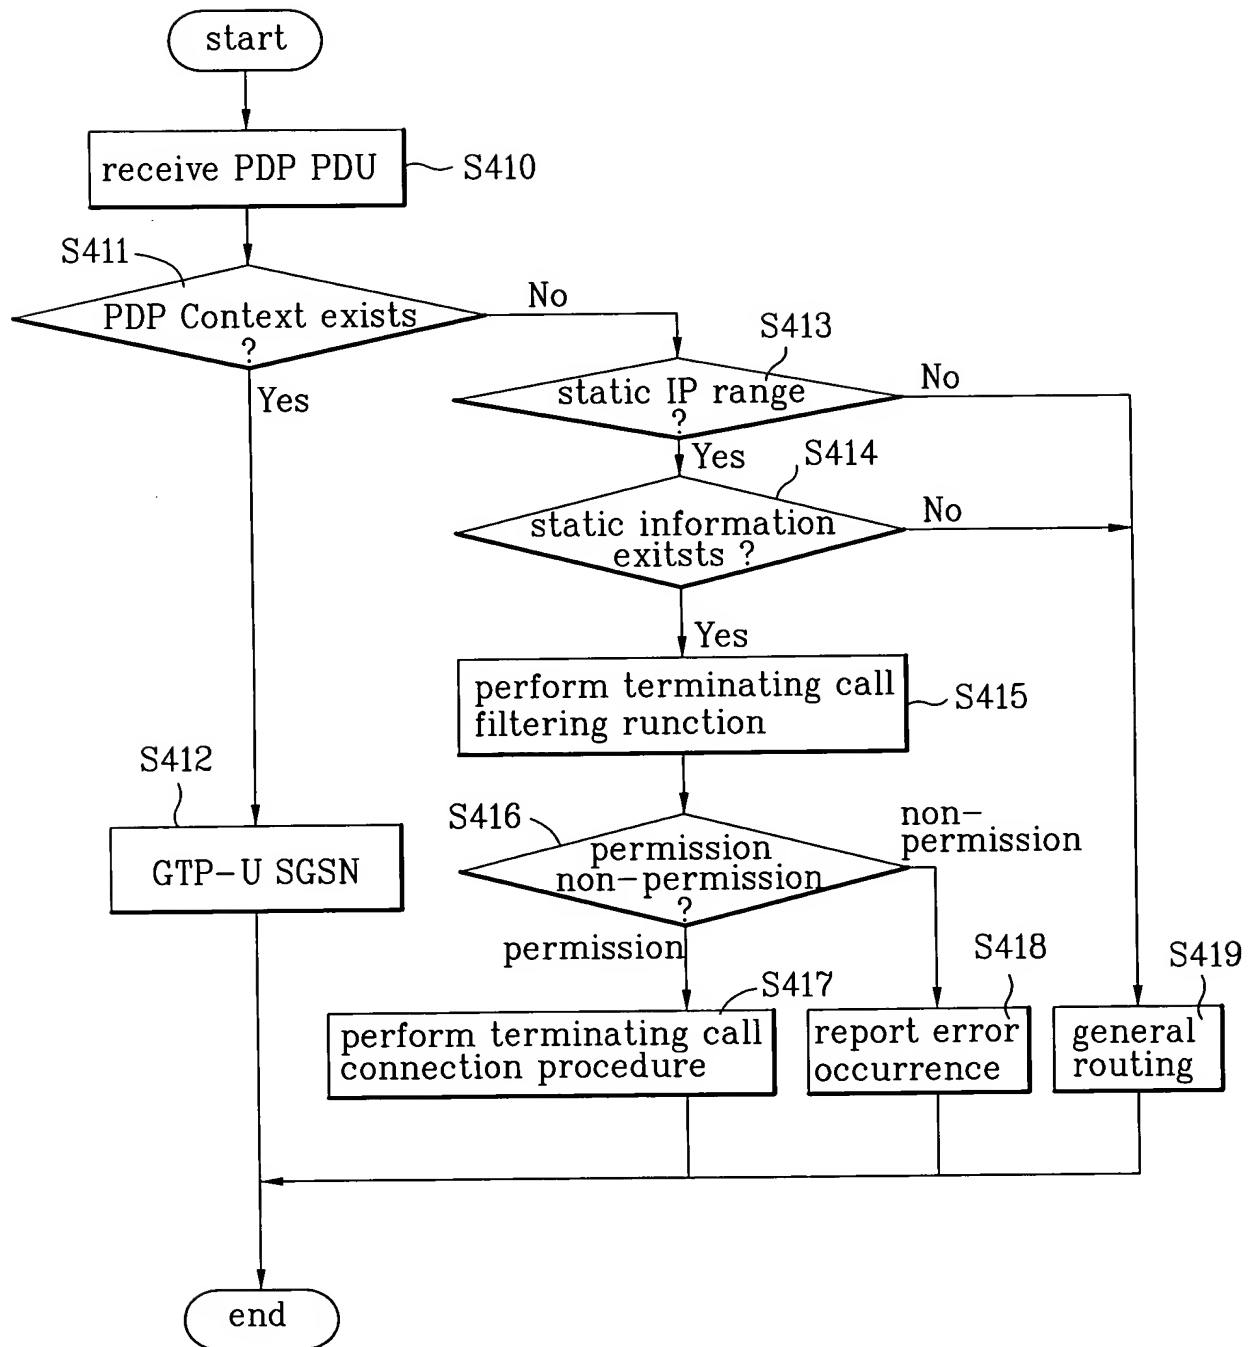 start
receive PDP PDU
S410
S411
PDP Context exists
?
No
Yes
S413
static IP range
?
No
Yes
S414
static information
exitsts ?
No
Yes
perform terminating call
filtering runction
S415
S412
GTP-U SGSN
S416
permission
non-permission
?
non-
permission
permission
S417
perform terminating call
connection procedure
S418
report error
occurrence
S419
general
routing
end